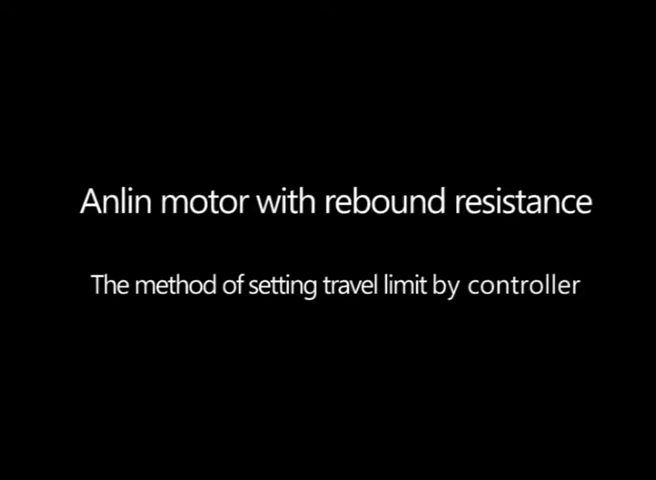 Anlin motor with rebound resistance
The method of setting travel limit by controller